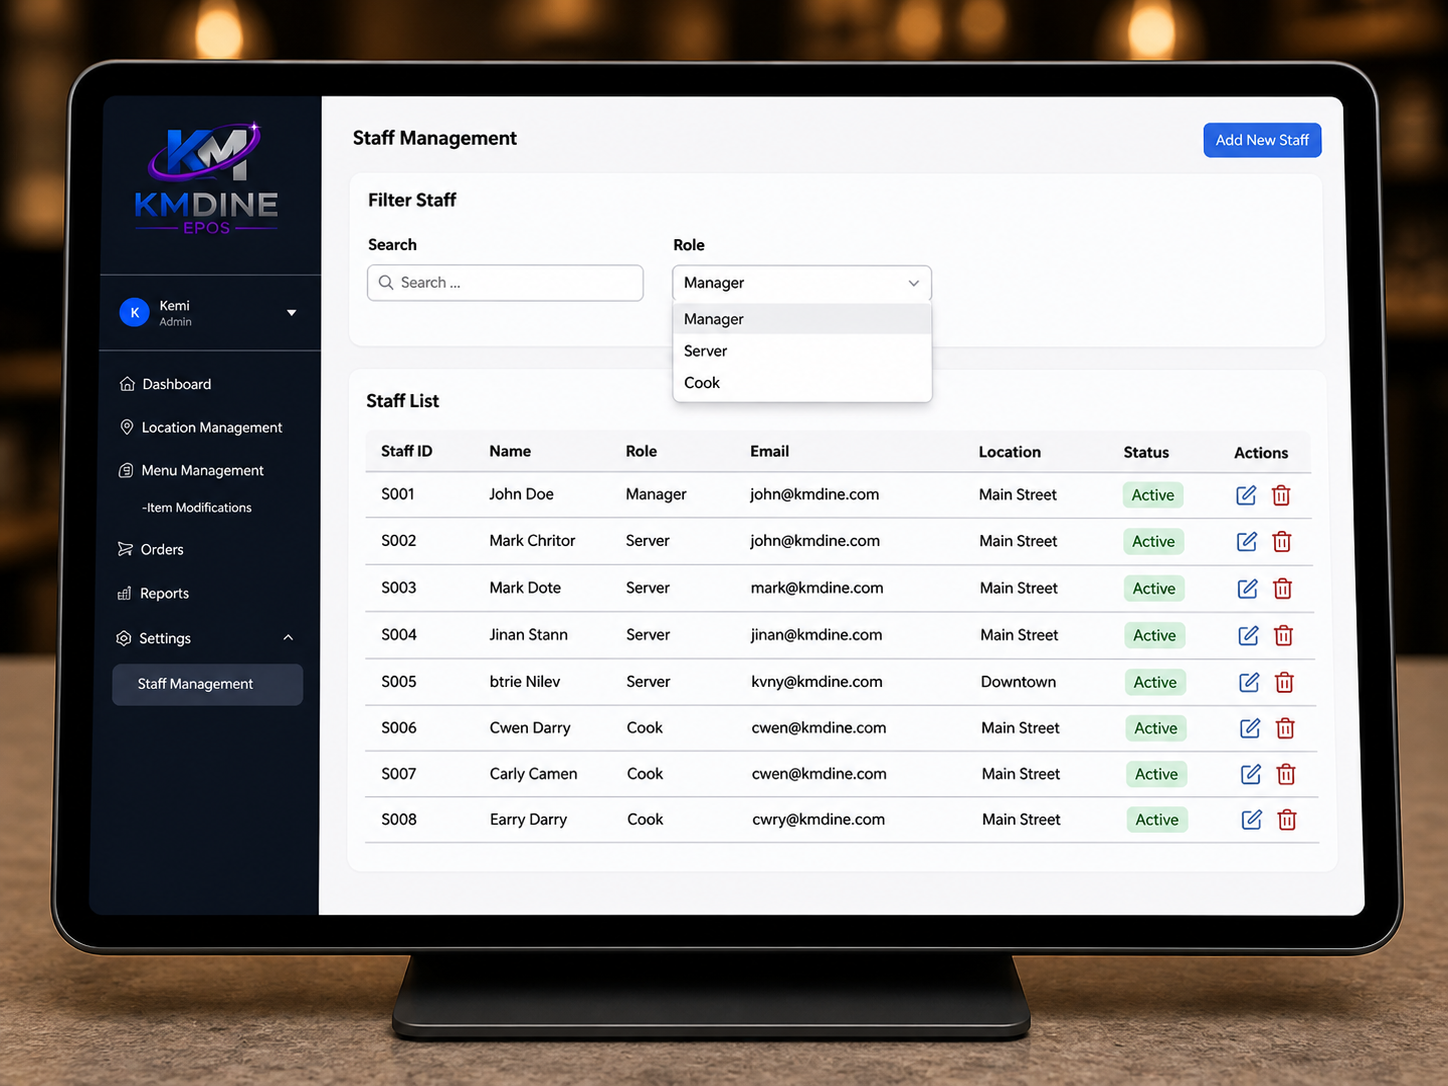 KM
KMDINE
EPOS
K
Kemi
Admin
Dashboard
Location Management
Menu Management
-Item Modifications
Orders
Reports
Settings
Staff Management
Staff Management
Add New Staff
Filter Staff
Search
Role
Search ...
Manager
Manager
Server
Cook
Staff List
Staff ID Name Role Email Location Status Actions
S001 John Doe Manager john@kmdine.com Main Street Active
S002 Mark Chritor Server john@kmdine.com Main Street Active
S003 Mark Dote Server mark@kmdine.com Main Street Active
S004 Jinan Stann Server jinan@kmdine.com Main Street Active
S005 btrie Nilev Server kvny@kmdine.com Downtown Active
S006 Cwen Darry Cook cwen@kmdine.com Main Street Active
S007 Carly Camen Cook cwen@kmdine.com Main Street Active
S008 Earry Darry Cook cwry@kmdine.com Main Street Active